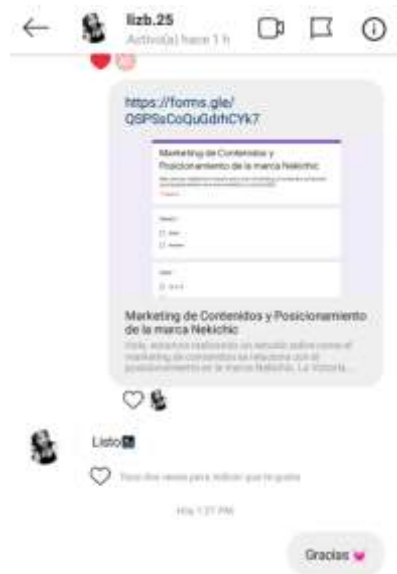 lizb.25
Activo(a) hace 1 h
https://forms.gle/
Marketing de Contenidos y
Posicionamiento de la marca Nekichic
Marketing de Contenidos y Posicionamiento
de la marca Nekichic
Hola, estamos realizando un estudio sobre como el
marketing de contenidos se relaciona con el
posicionamiento en la marca Nekichic, La Victoria,
Listo
Toca dos veces para indicar que te gusta
1:21 PM
Gracias